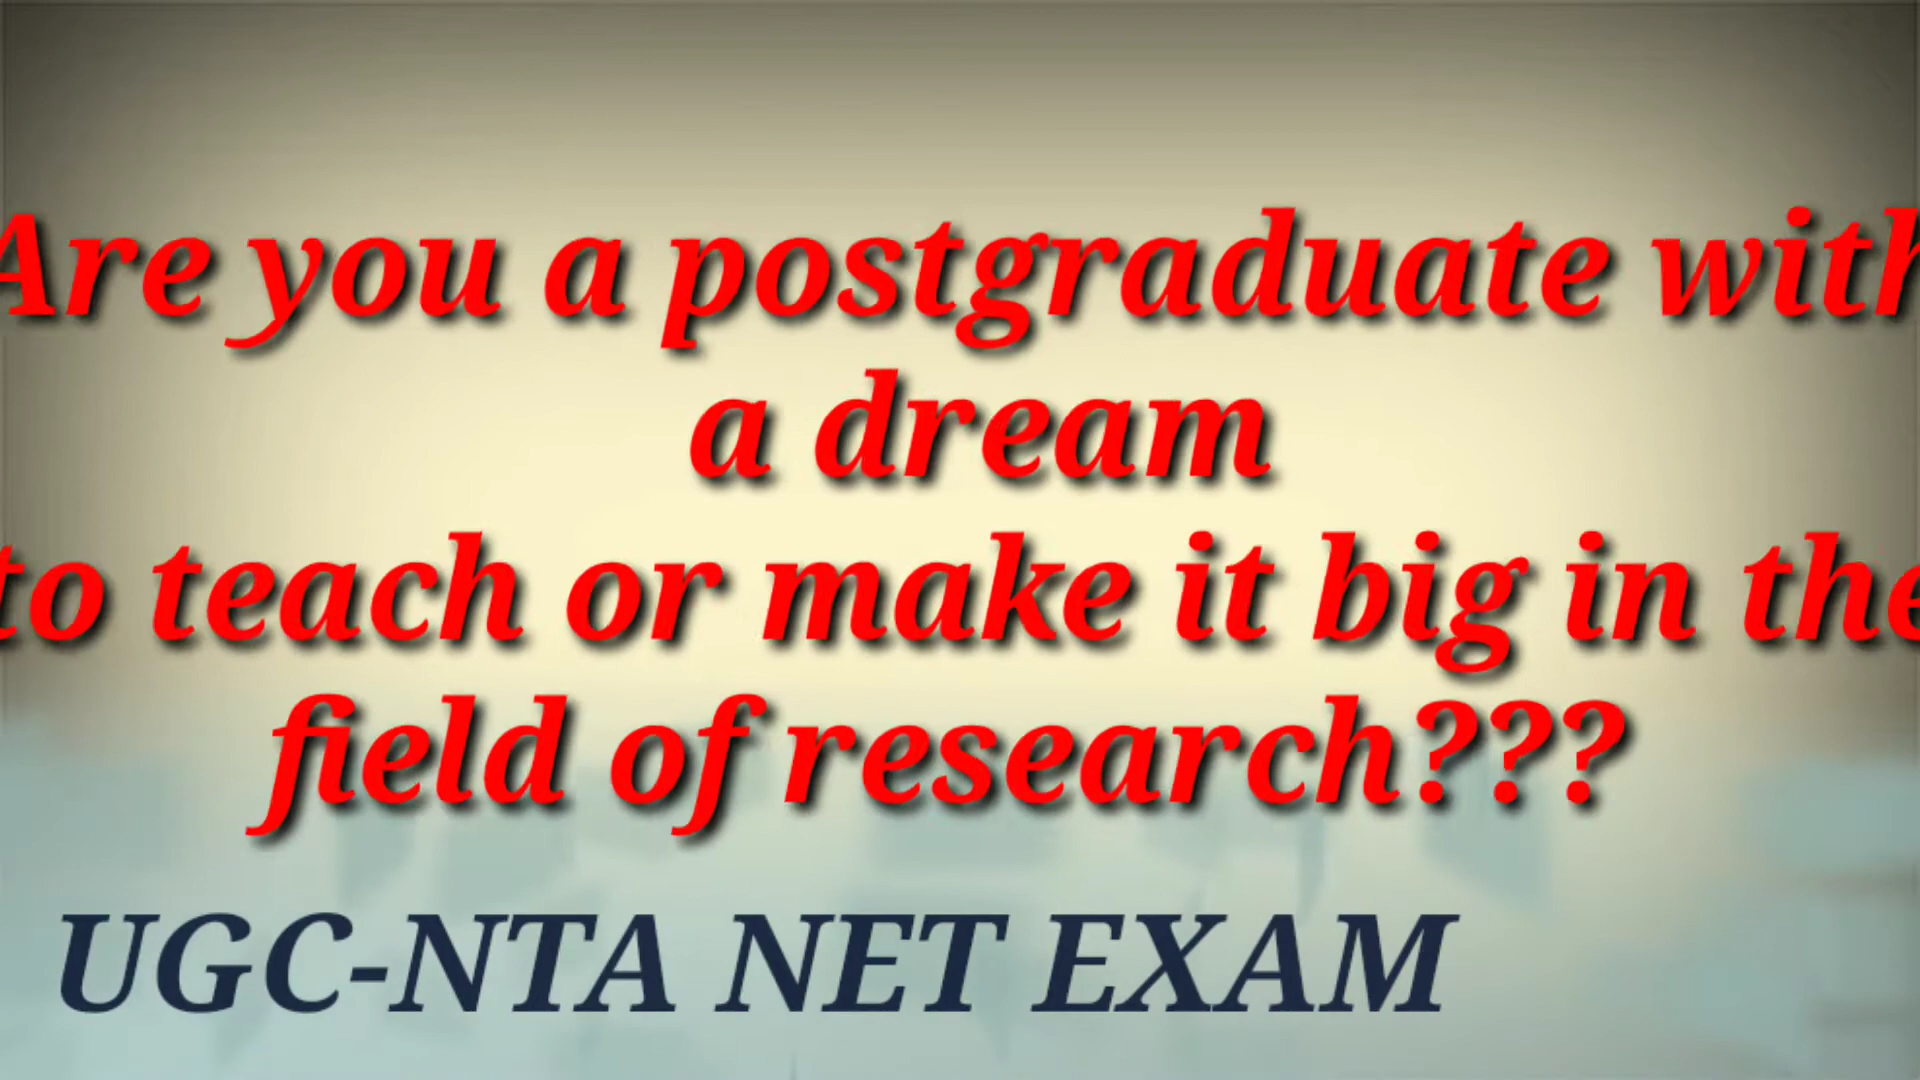 Are you a postgraduate with
a dream
to teach or make it big in the
field of research???
UGC-NTA NET EXAM